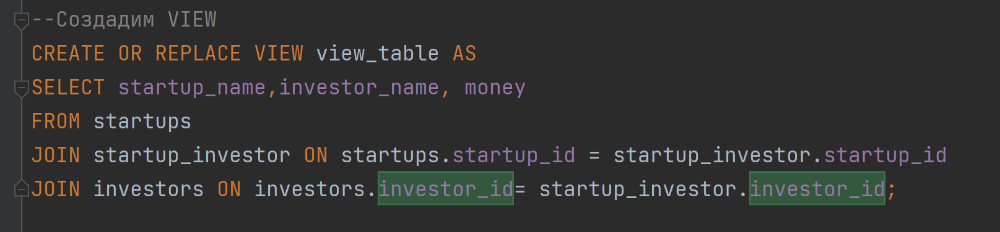 --Создадим VIEW
CREATE OR REPLACE VIEW view_table AS
SELECT startup_name,investor_name, money
FROM startups
JOIN startup_investor ON startups.startup_id = startup_investor.startup_id
JOIN investors ON investors.investor_id= startup_investor.investor_id;